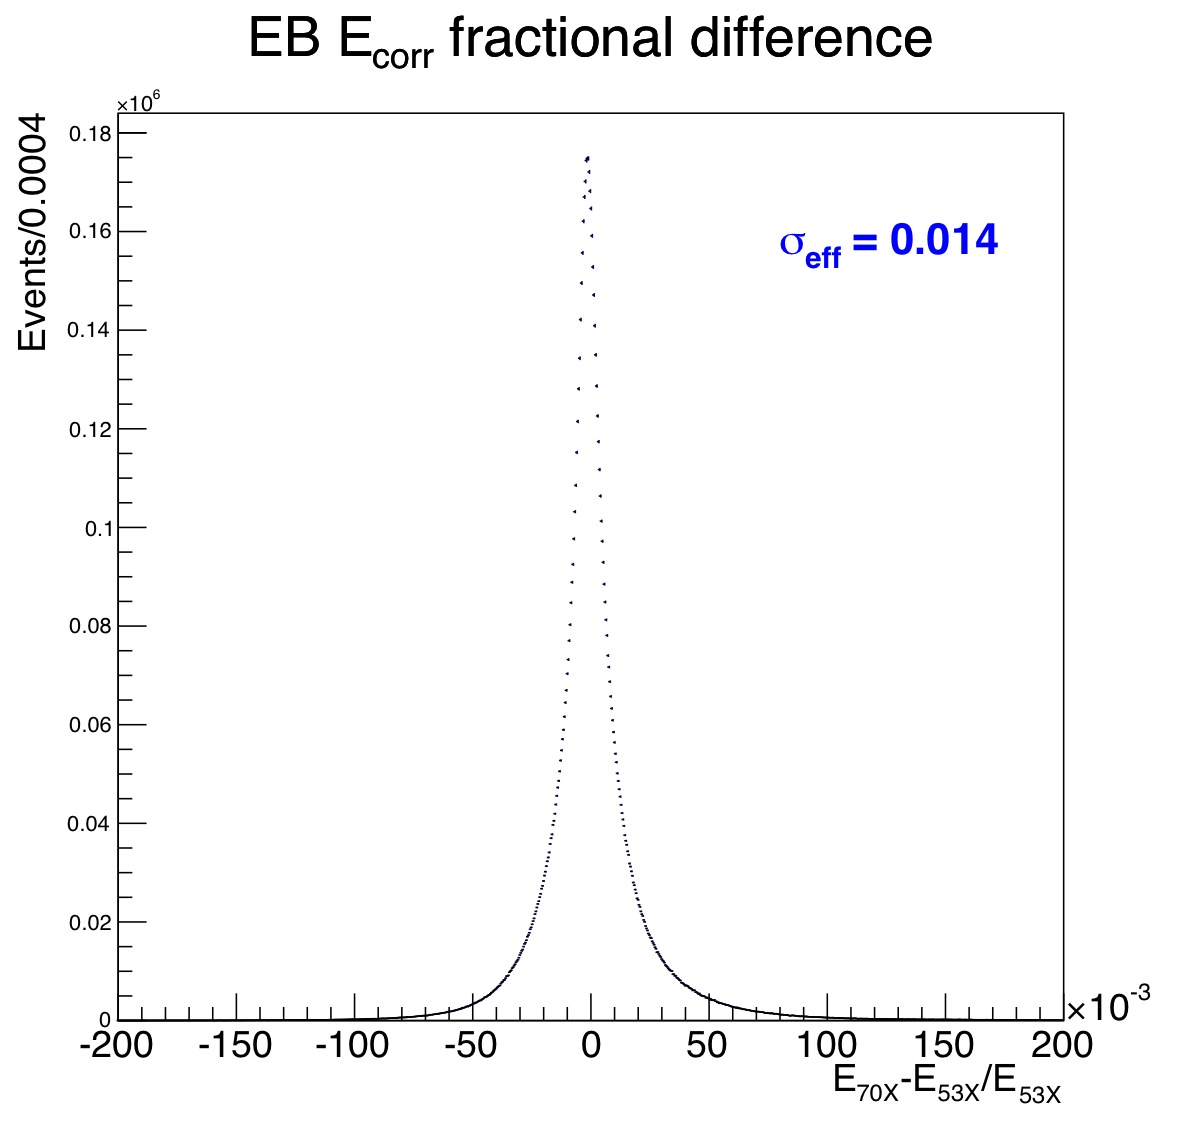 EB E_corr fractional difference
×10^6
Events/0.0004
0.18
0.16
0.14
0.12
0.1
0.08
0.06
0.04
0.02
0
σ_eff = 0.014
-200 -150 -100 -50 0 50 100 150 200
×10^-3
E_70X-E_53X/E_53X